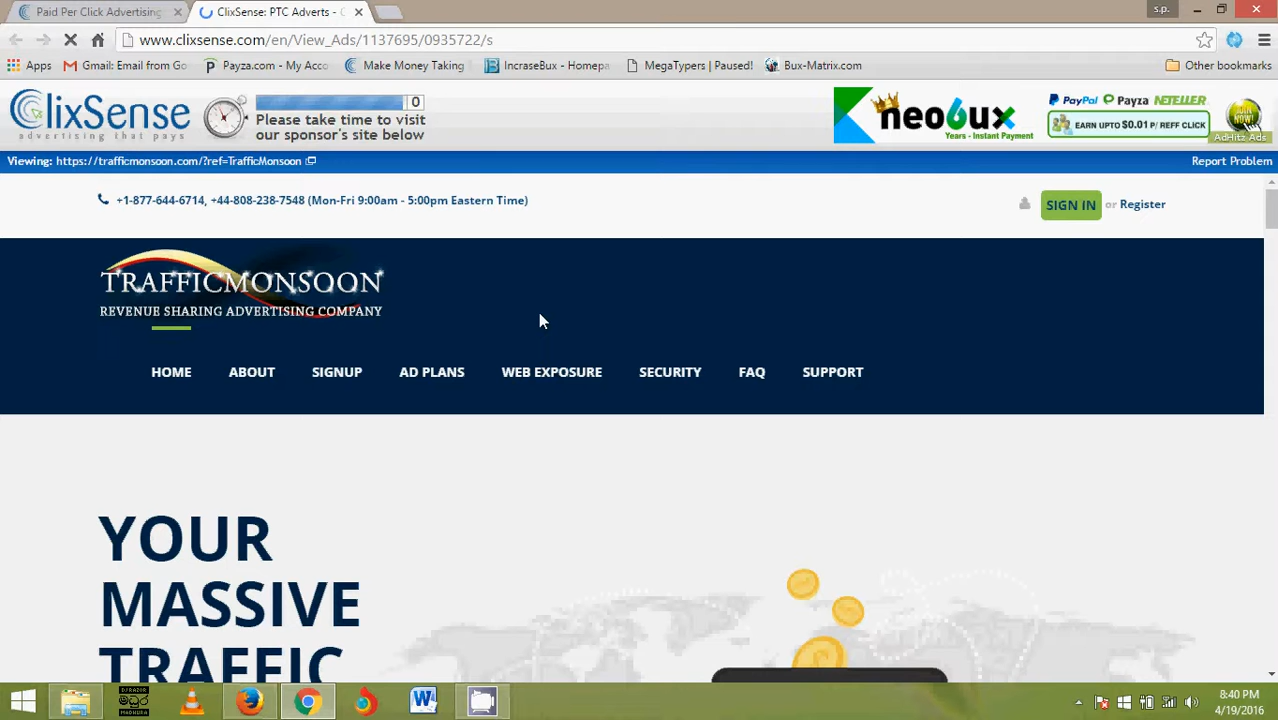 Paid Per Click Advertising
ClixSense: PTC Adverts -
s.p.
www.clixsense.com/en/View_Ads/1137695/0935722/s
Apps
Gmail: Email from Go
Payza.com - My Acco
Make Money Taking
IncraseBux - Homepa
MegaTypers | Paused!
Bux-Matrix.com
Other bookmarks
ClixSense
advertising that pays
0
Please take time to visit
our sponsor's site below
neobux
Years - Instant Payment
PayPal Payza NETELLER
EARN UPTO $0.01 P/ REFF CLICK
JOIN NOW!
AdHitz Ads
Viewing: https://trafficmonsoon.com/?ref=TrafficMonsoon
Report Problem
+1-877-644-6714, +44-808-238-7548 (Mon-Fri 9:00am - 5:00pm Eastern Time)
SIGN IN or Register
TRAFFICMONSOON
REVENUE SHARING ADVERTISING COMPANY
HOME
ABOUT
SIGNUP
AD PLANS
WEB EXPOSURE
SECURITY
FAQ
SUPPORT
YOUR
MASSIVE
TRAFFIC
8:40 PM
4/19/2016